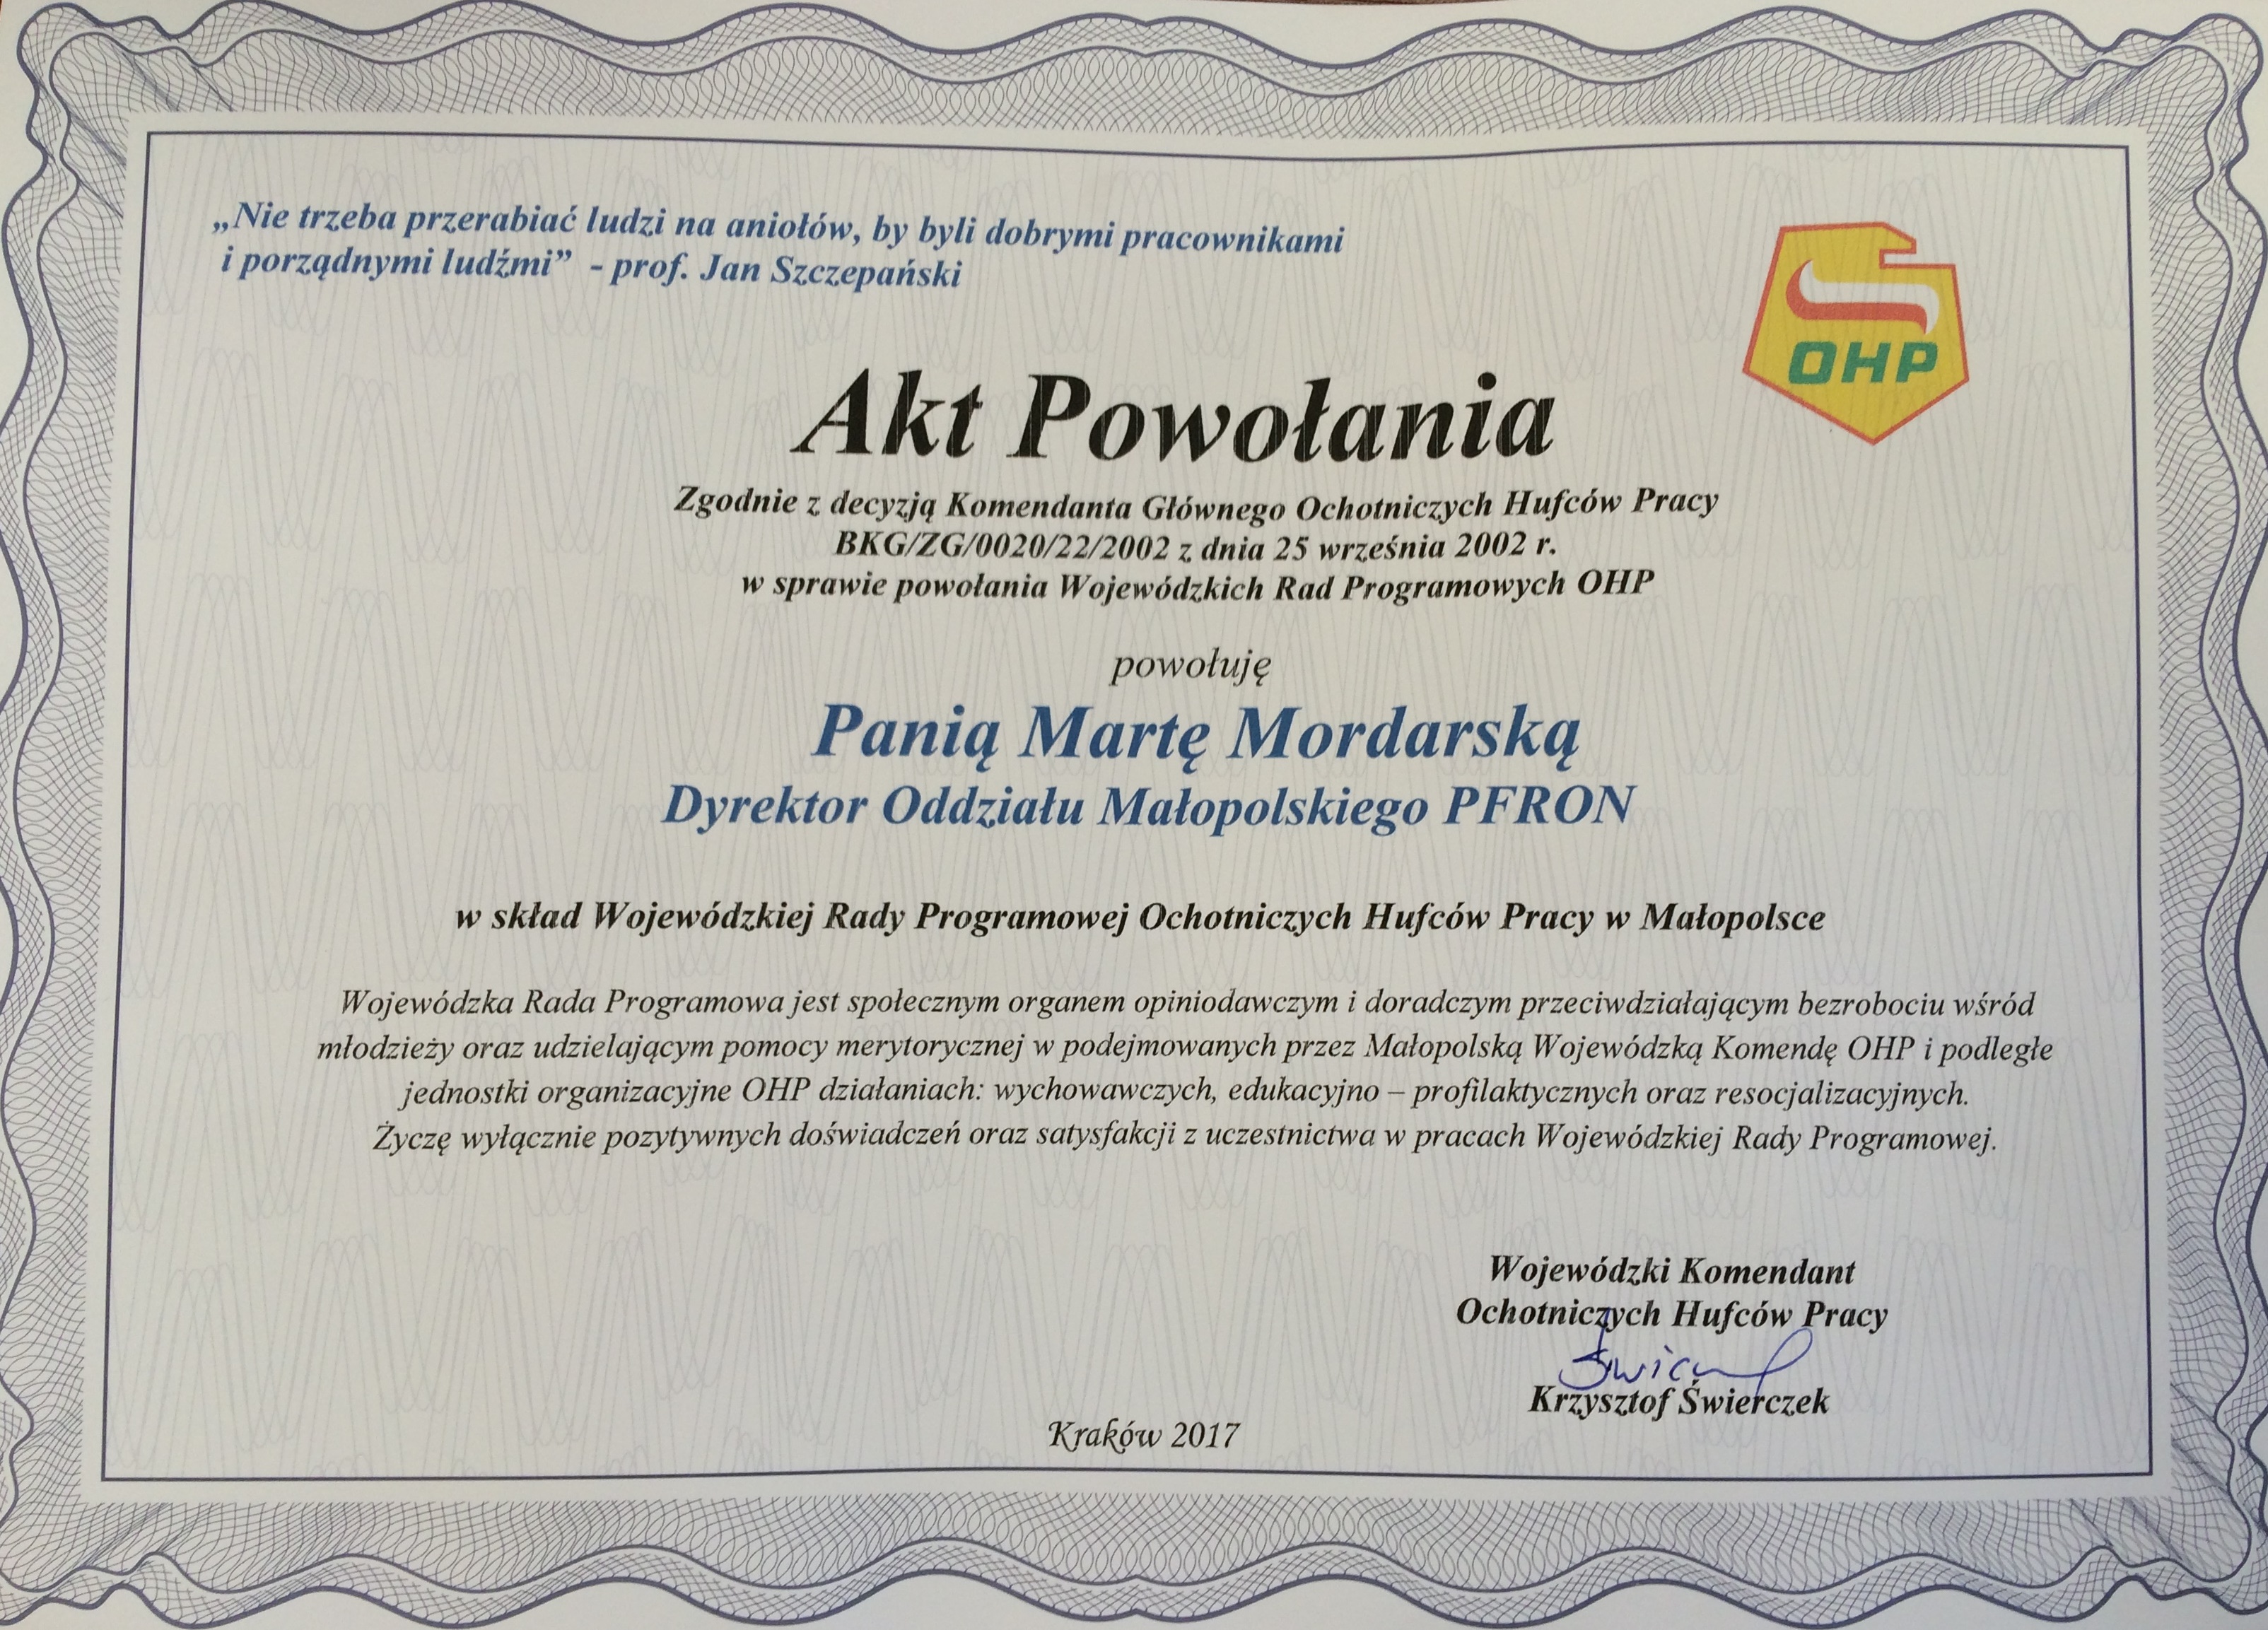 „Nie trzeba przerabiać ludzi na aniołów, by byli dobrymi pracownikami
i porządnymi ludźmi” - prof. Jan Szczepański
OHP
Akt Powołania
Zgodnie z decyzją Komendanta Głównego Ochotniczych Hufców Pracy
BKG/ZG/0020/22/2002 z dnia 25 września 2002 r.
w sprawie powołania Wojewódzkich Rad Programowych OHP
powołuję
Panią Martę Mordarską
Dyrektor Oddziału Małopolskiego PFRON
w skład Wojewódzkiej Rady Programowej Ochotniczych Hufców Pracy w Małopolsce
Wojewódzka Rada Programowa jest społecznym organem opiniodawczym i doradczym przeciwdziałającym bezrobociu wśród
młodzieży oraz udzielającym pomocy merytorycznej w podejmowanych przez Małopolską Wojewódzką Komendę OHP i podległe
jednostki organizacyjne OHP działaniach: wychowawczych, edukacyjno – profilaktycznych oraz resocjalizacyjnych.
Życzę wyłącznie pozytywnych doświadczeń oraz satysfakcji z uczestnictwa w pracach Wojewódzkiej Rady Programowej.
Wojewódzki Komendant
Ochotniczych Hufców Pracy
Krzysztof Świerczek
Kraków 2017